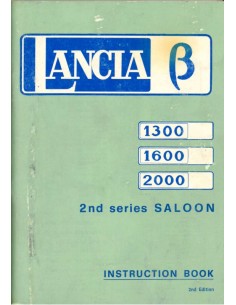 LANCIA β
1300
1600
2000
2nd series SALOON
INSTRUCTION BOOK
2nd Edition